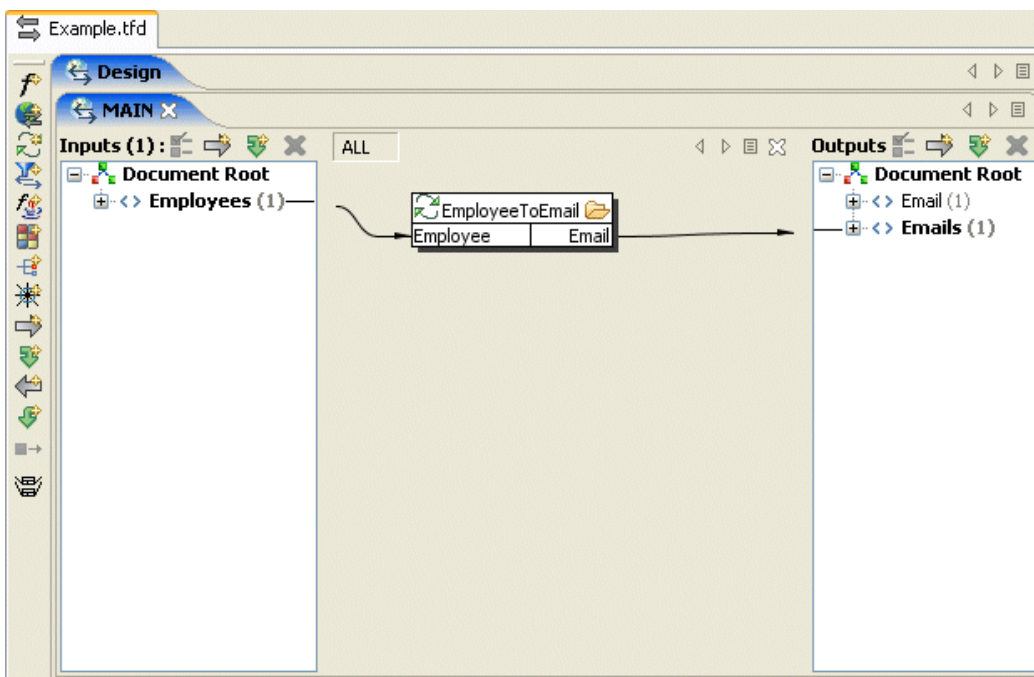 Example.tfd
Design
MAIN
Inputs (1) :
ALL
Outputs
Document Root
Employees (1)
EmployeeToEmail
Employee Email
Document Root
Email (1)
Emails (1)